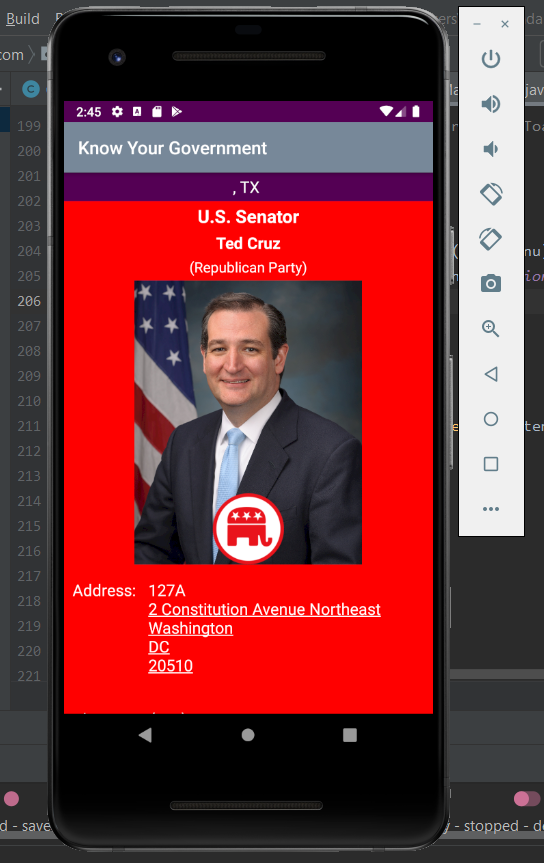 Build
com
2:45
Know Your Government
, TX
U.S. Senator
Ted Cruz
(Republican Party)
Address: 127A
2 Constitution Avenue Northeast
Washington
DC
20510
199
200
201
202
203
204
205
206
207
208
209
210
211
212
213
214
215
216
217
218
219
220
221